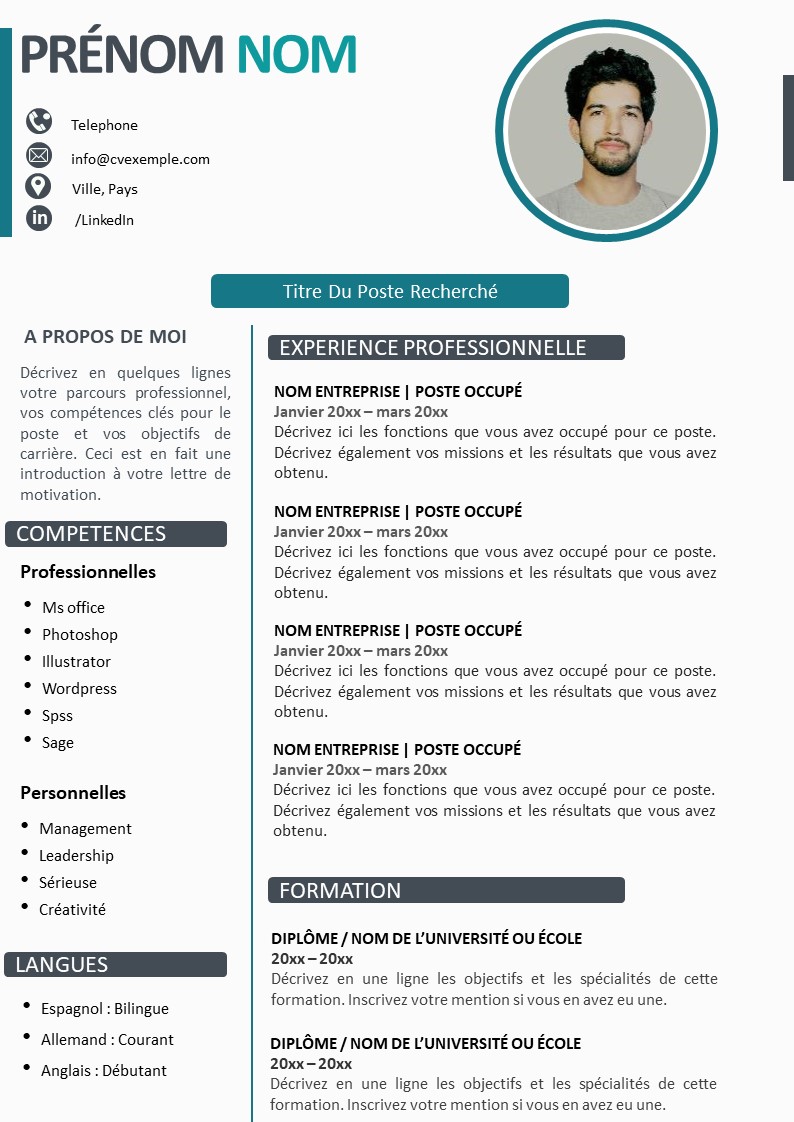 PRÉNOM NOM
Telephone
info@cvexemple.com
Ville, Pays
in /LinkedIn
Titre Du Poste Recherché
A PROPOS DE MOI
Décrivez en quelques lignes
votre parcours professionnel,
vos compétences clés pour le
poste et vos objectifs de
carrière. Ceci est en fait une
introduction à votre lettre de
motivation.
COMPETENCES
Professionnelles
• Ms office
• Photoshop
• Illustrator
• Wordpress
• Spss
• Sage
Personnelles
• Management
• Leadership
• Sérieuse
• Créativité
LANGUES
• Espagnol : Bilingue
• Allemand : Courant
• Anglais : Débutant
EXPERIENCE PROFESSIONNELLE
NOM ENTREPRISE | POSTE OCCUPÉ
Janvier 20xx – mars 20xx
Décrivez ici les fonctions que vous avez occupé pour ce poste.
Décrivez également vos missions et les résultats que vous avez
obtenu.
NOM ENTREPRISE | POSTE OCCUPÉ
Janvier 20xx – mars 20xx
Décrivez ici les fonctions que vous avez occupé pour ce poste.
Décrivez également vos missions et les résultats que vous avez
obtenu.
NOM ENTREPRISE | POSTE OCCUPÉ
Janvier 20xx – mars 20xx
Décrivez ici les fonctions que vous avez occupé pour ce poste.
Décrivez également vos missions et les résultats que vous avez
obtenu.
NOM ENTREPRISE | POSTE OCCUPÉ
Janvier 20xx – mars 20xx
Décrivez ici les fonctions que vous avez occupé pour ce poste.
Décrivez également vos missions et les résultats que vous avez
obtenu.
FORMATION
DIPLÔME / NOM DE L’UNIVERSITÉ OU ÉCOLE
20xx – 20xx
Décrivez en une ligne les objectifs et les spécialités de cette
formation. Inscrivez votre mention si vous en avez eu une.
DIPLÔME / NOM DE L’UNIVERSITÉ OU ÉCOLE
20xx – 20xx
Décrivez en une ligne les objectifs et les spécialités de cette
formation. Inscrivez votre mention si vous en avez eu une.